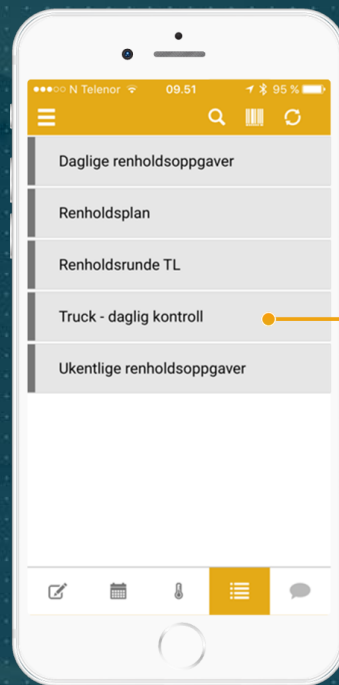 N Telenor 09.51 95 %
Daglige renholdsoppgaver
Renholdsplan
Renholdsrunde TL
Truck - daglig kontroll
Ukentlige renholdsoppgaver